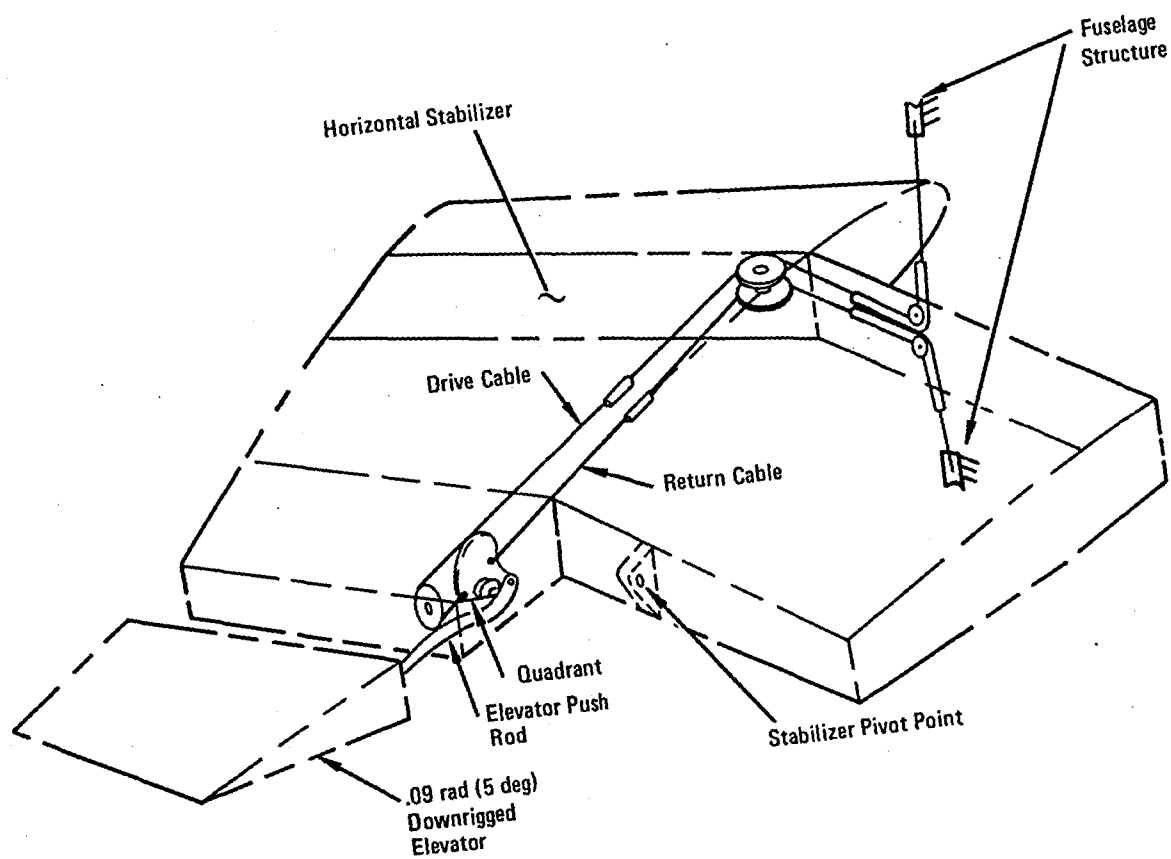 Fuselage
Structure
Horizontal Stabilizer
Drive Cable
Return Cable
Quadrant
Elevator Push
Rod
Stabilizer Pivot Point
.09 rad (5 deg)
Downrigged
Elevator